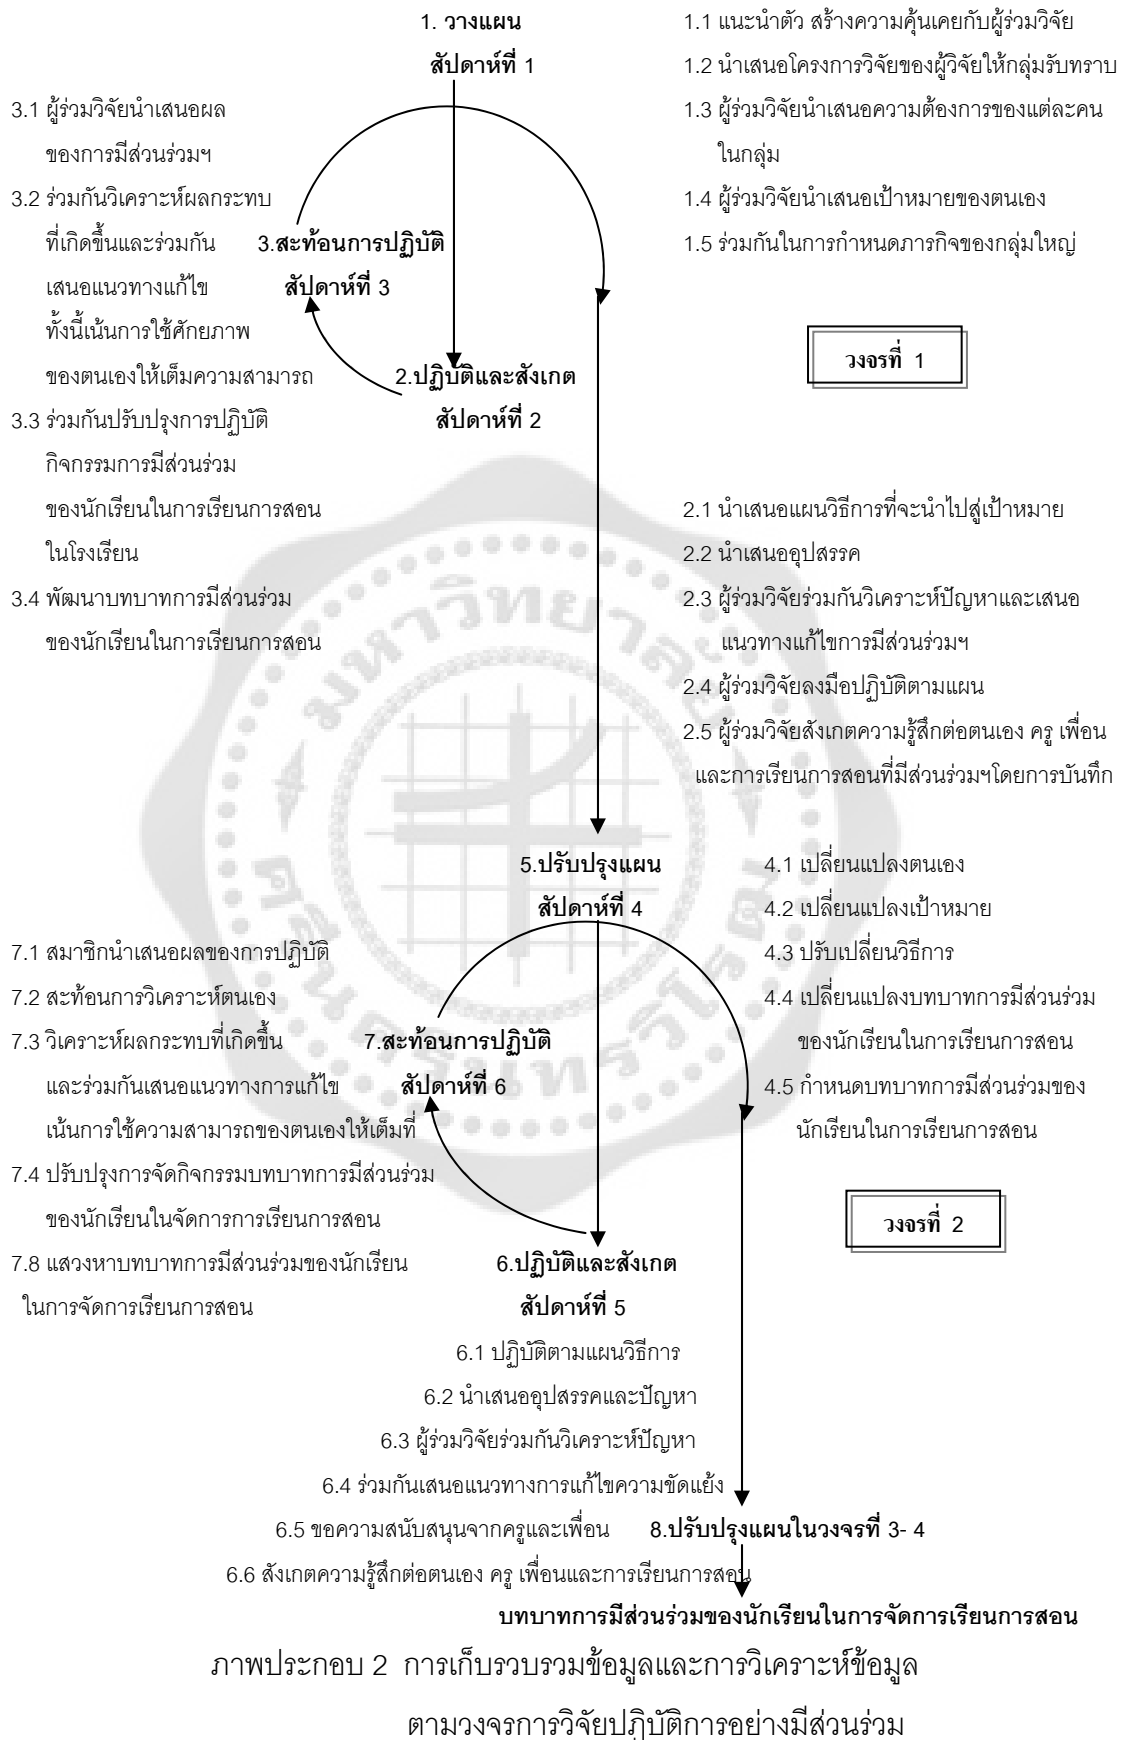 1. วางแผน
สัปดาห์ที่ 1
1.1 แนะนำตัว สร้างความคุ้นเคยกับผู้ร่วมวิจัย
1.2 นำเสนอโครงการวิจัยของผู้วิจัยให้กลุ่มรับทราบ
1.3 ผู้ร่วมวิจัยนำเสนอความต้องการของแต่ละคน
ในกลุ่ม
1.4 ผู้ร่วมวิจัยนำเสนอเป้าหมายของตนเอง
1.5 ร่วมกันในการกำหนดภารกิจของกลุ่มใหญ่
3.1 ผู้ร่วมวิจัยนำเสนอผล
ของการมีส่วนร่วมฯ
3.2 ร่วมกันวิเคราะห์ผลกระทบ
ที่เกิดขึ้นและร่วมกัน
เสนอแนวทางแก้ไข
ทั้งนี้เน้นการใช้ศักยภาพ
ของตนเองให้เต็มความสามารถ
3.3 ร่วมกันปรับปรุงการปฏิบัติ
กิจกรรมการมีส่วนร่วม
ของนักเรียนในการเรียนการสอน
ในโรงเรียน
3.4 พัฒนาบทบาทการมีส่วนร่วม
ของนักเรียนในการเรียนการสอน
3.สะท้อนการปฏิบัติ
สัปดาห์ที่ 3
2.ปฏิบัติและสังเกต
สัปดาห์ที่ 2
วงจรที่ 1
2.1 นำเสนอแผนวิธีการที่จะนำไปสู่เป้าหมาย
2.2 นำเสนออุปสรรค
2.3 ผู้ร่วมวิจัยร่วมกันวิเคราะห์ปัญหาและเสนอ
แนวทางแก้ไขการมีส่วนร่วมฯ
2.4 ผู้ร่วมวิจัยลงมือปฏิบัติตามแผน
2.5 ผู้ร่วมวิจัยสังเกตความรู้สึกต่อตนเอง ครู เพื่อน
และการเรียนการสอนที่มีส่วนร่วมฯโดยการบันทึก
มหาวิทยาลัย
ศรีนครินทรวิโรฒ
5.ปรับปรุงแผน
สัปดาห์ที่ 4
4.1 เปลี่ยนแปลงตนเอง
4.2 เปลี่ยนแปลงเป้าหมาย
4.3 ปรับเปลี่ยนวิธีการ
4.4 เปลี่ยนแปลงบทบาทการมีส่วนร่วม
ของนักเรียนในการเรียนการสอน
4.5 กำหนดบทบาทการมีส่วนร่วมของ
นักเรียนในการเรียนการสอน
7.1 สมาชิกนำเสนอผลของการปฏิบัติ
7.2 สะท้อนการวิเคราะห์ตนเอง
7.3 วิเคราะห์ผลกระทบที่เกิดขึ้น
และร่วมกันเสนอแนวทางการแก้ไข
เน้นการใช้ความสามารถของตนเองให้เต็มที่
7.4 ปรับปรุงการจัดกิจกรรมบทบาทการมีส่วนร่วม
ของนักเรียนในจัดการการเรียนการสอน
7.8 แสวงหาบทบาทการมีส่วนร่วมของนักเรียน
ในการจัดการเรียนการสอน
7.สะท้อนการปฏิบัติ
สัปดาห์ที่ 6
วงจรที่ 2
6.ปฏิบัติและสังเกต
สัปดาห์ที่ 5
6.1 ปฏิบัติตามแผนวิธีการ
6.2 นำเสนออุปสรรคและปัญหา
6.3 ผู้ร่วมวิจัยร่วมกันวิเคราะห์ปัญหา
6.4 ร่วมกันเสนอแนวทางการแก้ไขความขัดแย้ง
6.5 ขอความสนับสนุนจากครูและเพื่อน
8.ปรับปรุงแผนในวงจรที่ 3- 4
6.6 สังเกตความรู้สึกต่อตนเอง ครู เพื่อนและการเรียนการสอน
บทบาทการมีส่วนร่วมของนักเรียนในการจัดการเรียนการสอน
ภาพประกอบ 2 การเก็บรวบรวมข้อมูลและการวิเคราะห์ข้อมูล
ตามวงจรการวิจัยปฏิบัติการอย่างมีส่วนร่วม